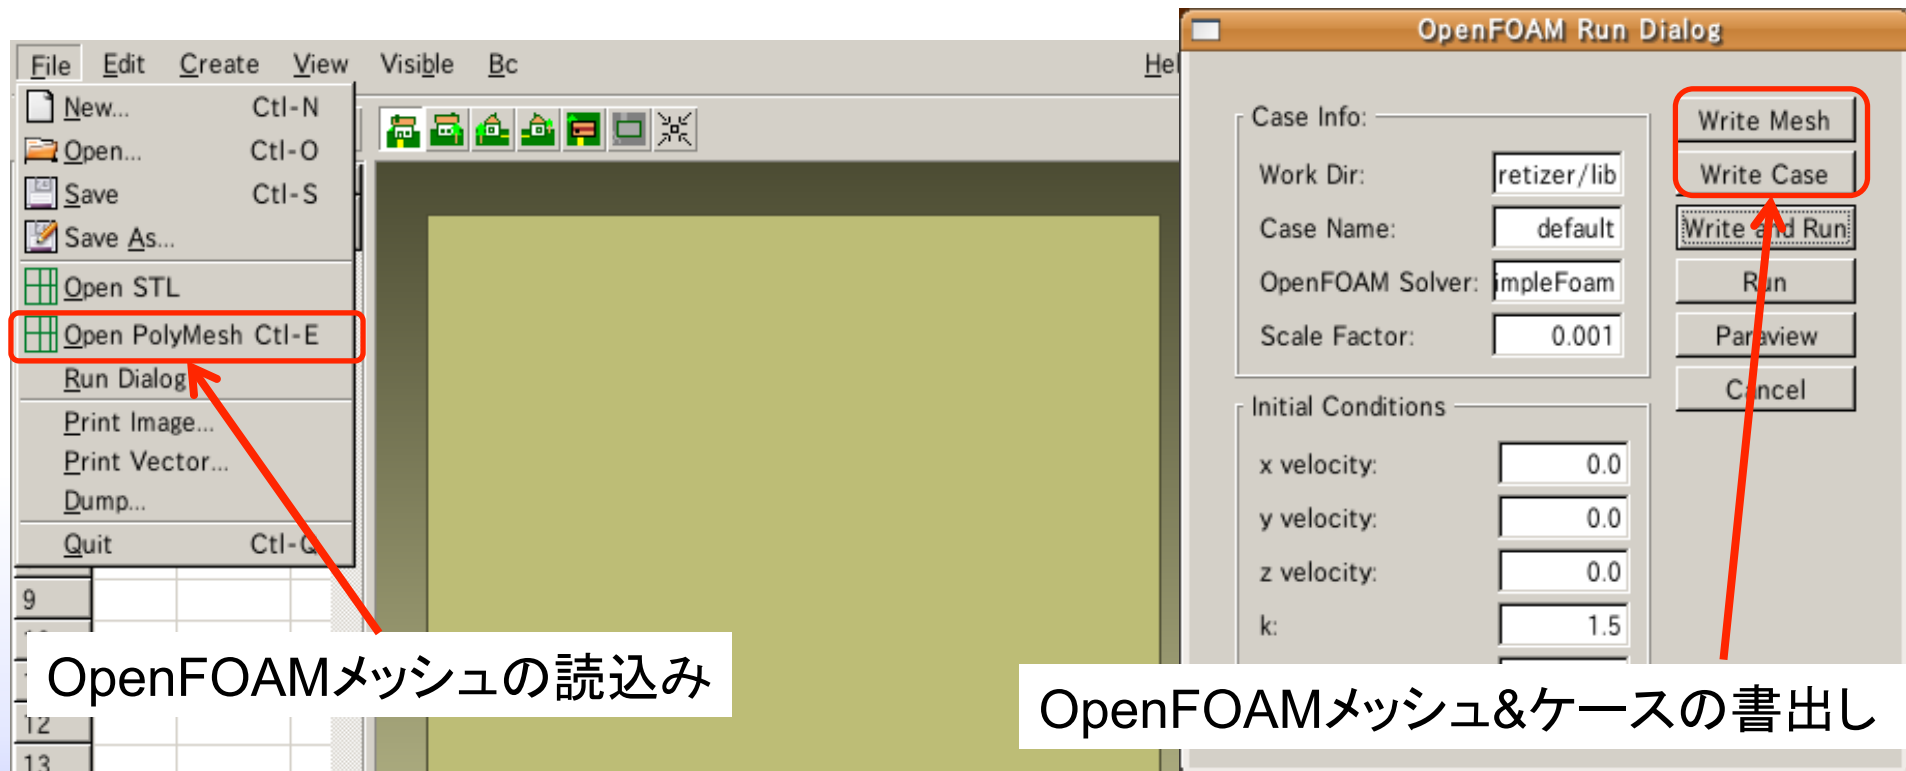 File Edit Create View Visible Bc
New... Ctl-N
Open... Ctl-O
Save Ctl-S
Save As...
Open STL
Open PolyMesh Ctl-E
Run Dialog
Print Image...
Print Vector...
Dump...
Quit Ctl-Q
9
12
13
OpenFOAMメッシュの読込み
OpenFOAM Run Dialog
Case Info:
Work Dir: retizer/lib
Case Name: default
OpenFOAM Solver: impleFoam
Scale Factor: 0.001
Write Mesh
Write Case
Write and Run
Run
Paraview
Cancel
Initial Conditions
x velocity: 0.0
y velocity: 0.0
z velocity: 0.0
k: 1.5
OpenFOAMメッシュ&ケースの書出し